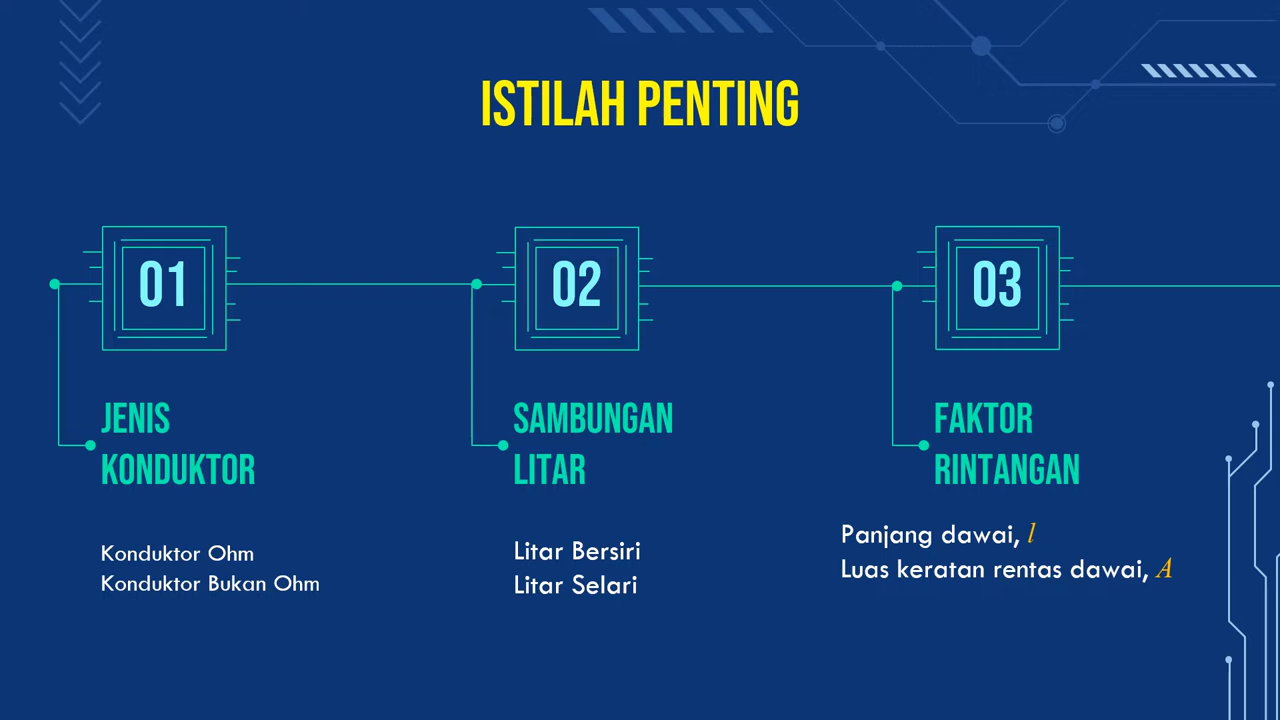 ISTILAH PENTING
01
02
03
JENIS
KONDUKTOR
SAMBUNGAN
LITAR
FAKTOR
RINTANGAN
Konduktor Ohm
Konduktor Bukan Ohm
Litar Bersiri
Litar Selari
Panjang dawai, l
Luas keratan rentas dawai, A